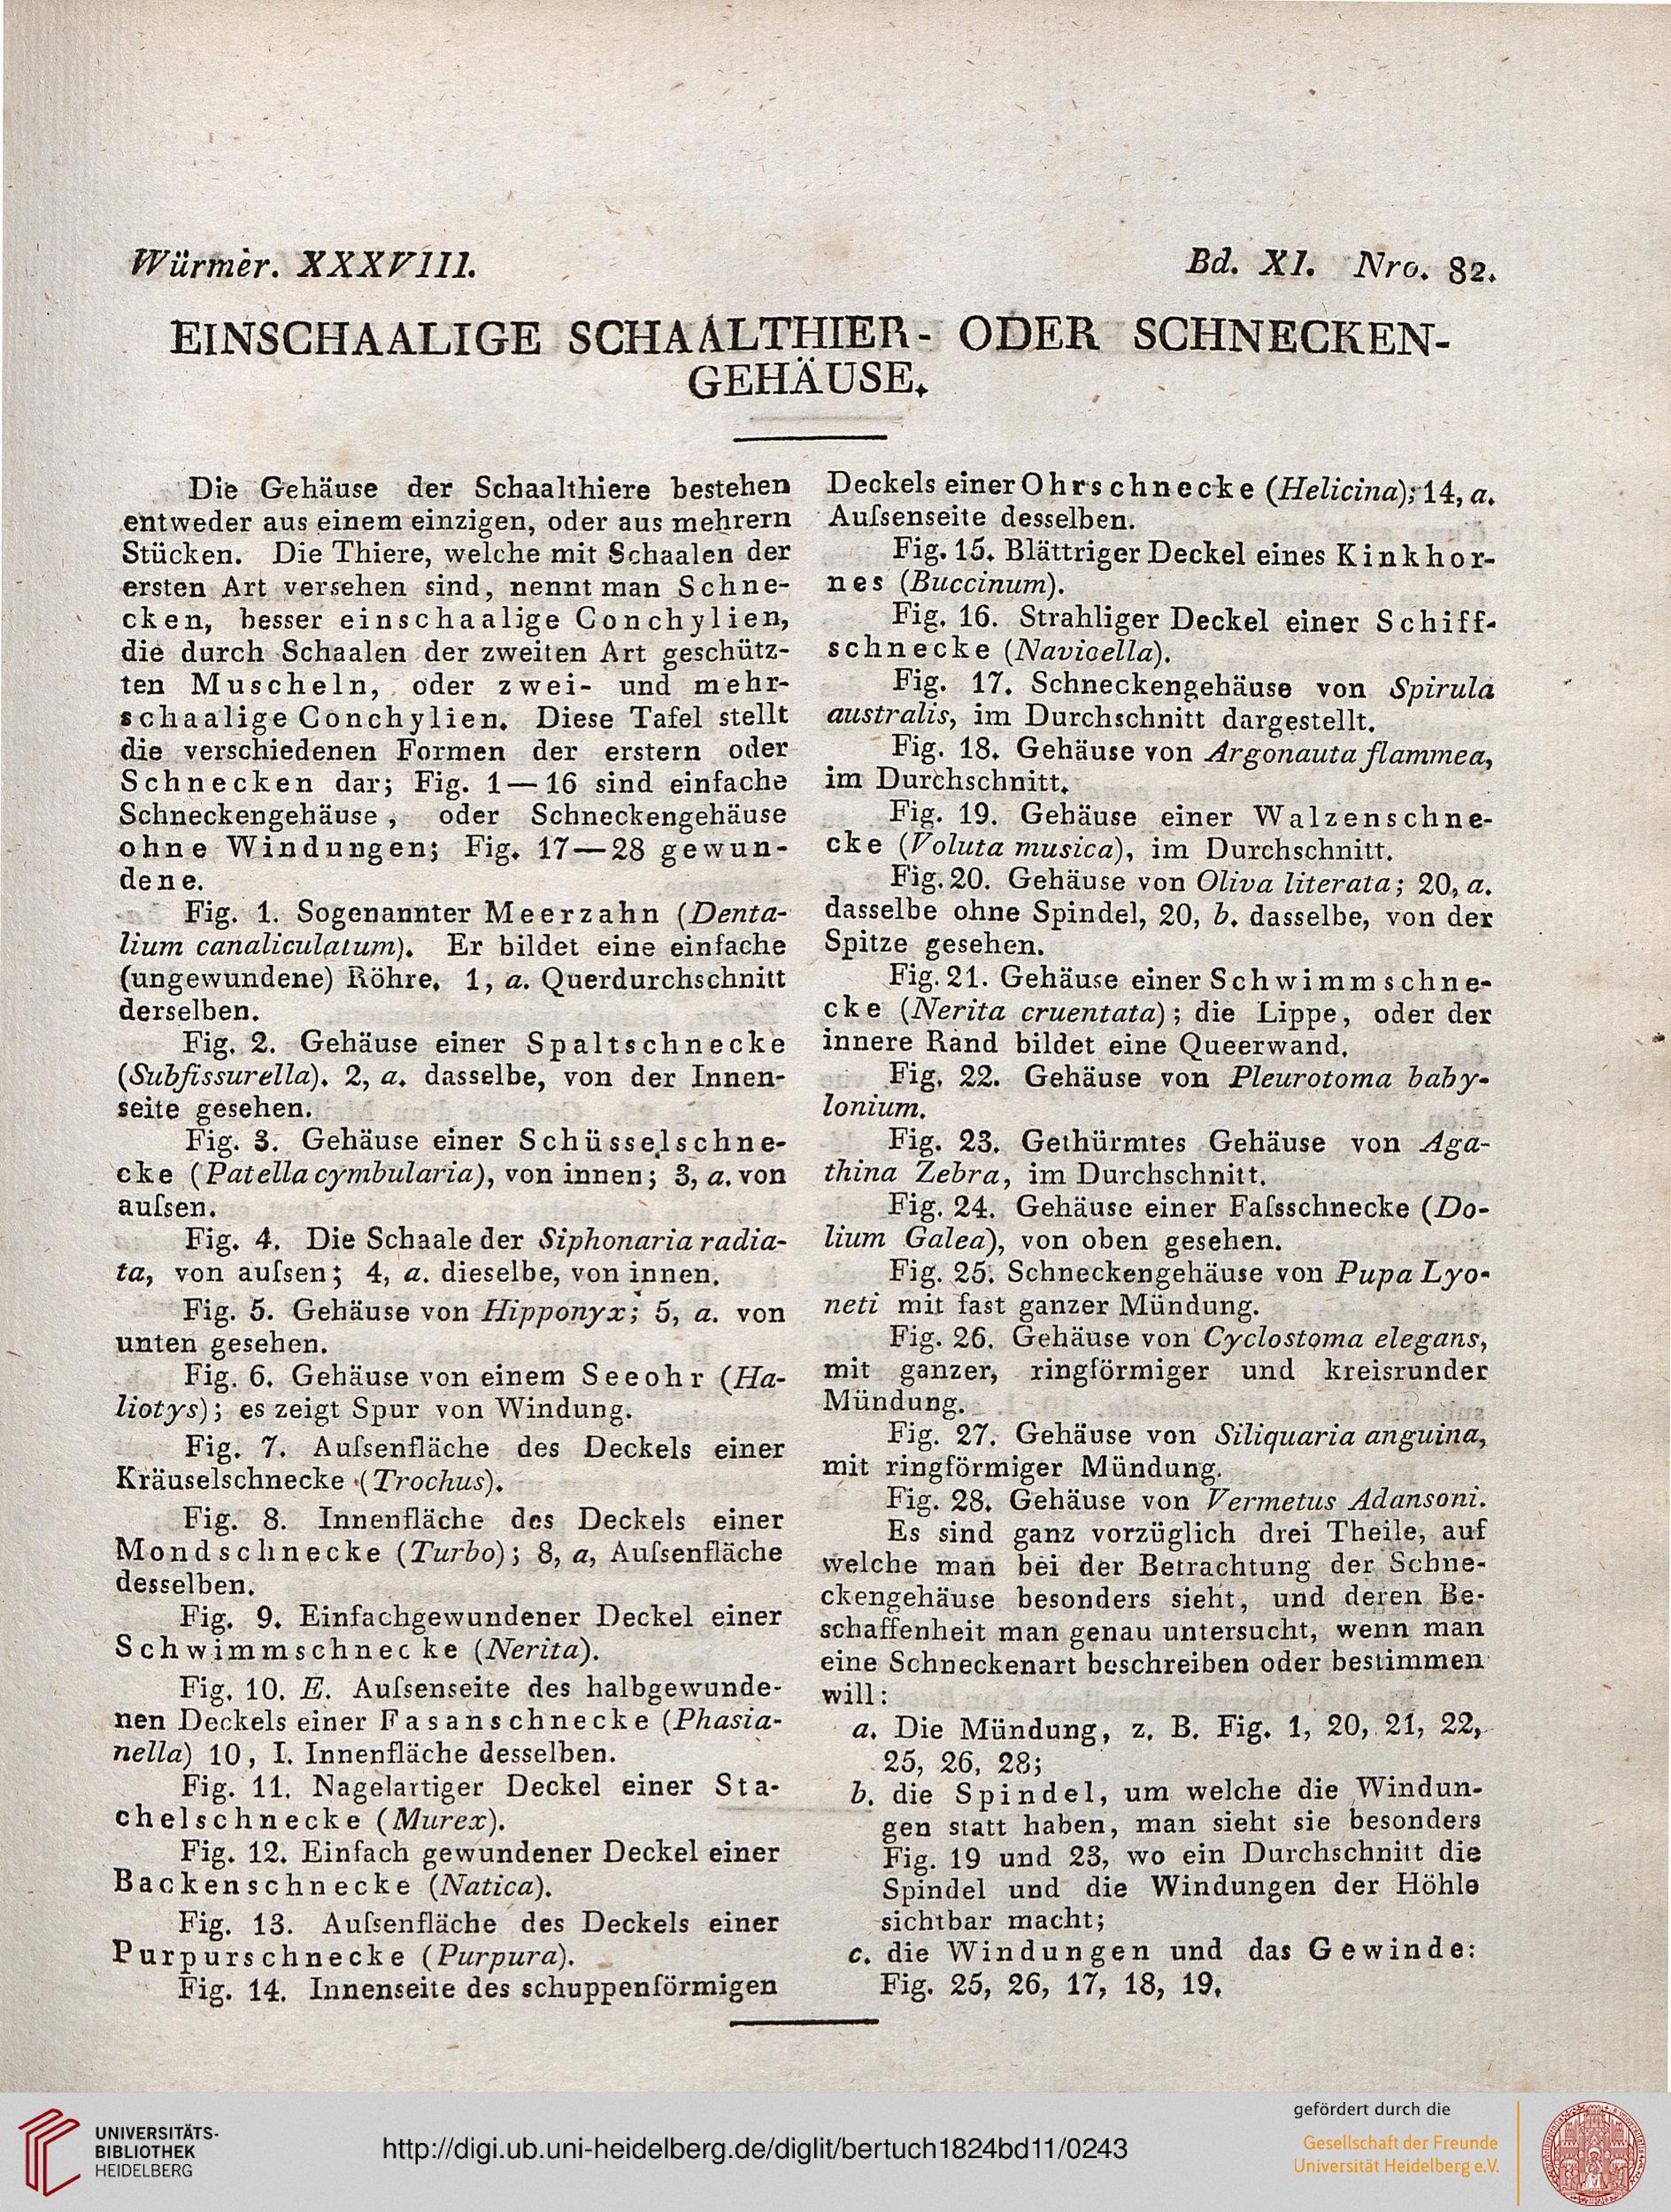 Würmer. XXXVIII.
Bd. XI. Nro. 82.
EINSCHAALIGE SCHAALTHIER- ODER SCHNECKEN-
GEHÄUSE.
Die Gehäuse der Schaalthiere bestehen
entweder aus einem einzigen, oder aus mehrern
Stücken. Die Thiere, welche mit Schaalen der
ersten Art versehen sind, nennt man Schne-
cken, besser einschaalige Conchylien,
die durch Schaalen der zweiten Art geschütz-
ten Muscheln, oder zwei- und mehr-
schaalige Conchylien. Diese Tafel stellt
die verschiedenen Formen der erstern oder
Schnecken dar; Fig. 1—16 sind einfache
Schneckengehäuse, oder Schneckengehäuse
ohne Windungen; Fig. 17—28 gewun-
dene.
Fig. 1. Sogenannter Meerzahn (Denta-
lium canaliculatum). Er bildet eine einfache
(ungewundene) Röhre. 1, a. Querdurchschnitt
derselben.
Fig. 2. Gehäuse einer Spaltschnecke
(Subfissurella). 2, a. dasselbe, von der Innen-
seite gesehen.
Fig. 3. Gehäuse einer Schüsselschne-
cke (Patella cymbularia), von innen; 3, a. von
auſsen.
Fig. 4. Die Schaale der Siphonaria radia-
ta, von auſsen; 4, a. dieselbe, von innen.
Fig. 5. Gehäuse von Hipponyx; 5, a. von
unten gesehen.
Fig. 6. Gehäuse von einem Seeohr (Ha-
liotys); es zeigt Spur von Windung.
Fig. 7. Auſsenfläche des Deckels einer
Kräuselschnecke (Trochus).
Fig. 8. Innenfläche des Deckels einer
Mondschnecke (Turbo); 8, a, Auſsenfläche
desselben.
Fig. 9. Einfachgewundener Deckel einer
Schwimmschnecke (Nerita).
Fig. 10. E. Auſsenseite des halbgewunde-
nen Deckels einer Fasanschnecke (Phasia-
nella) 10, I. Innenfläche desselben.
Fig. 11. Nagelartiger Deckel einer Sta-
chelschnecke (Murex).
Fig. 12. Einfach gewundener Deckel einer
Backenschnecke (Natica).
Fig. 13. Auſsenfläche des Deckels einer
Purpurschnecke (Purpura).
Fig. 14. Innenseite des schuppenförmigen
Deckels einer Ohrschnecke (Helicina); 14, a.
Auſsenseite desselben.
Fig. 15. Blättriger Deckel eines Kinkhor-
nes (Buccinum).
Fig. 16. Strahliger Deckel einer Schiff-
schnecke (Navicella).
Fig. 17. Schneckengehäuse von Spirula
australis, im Durchschnitt dargestellt.
Fig. 18. Gehäuse von Argonauta flammea,
im Durchschnitt.
Fig. 19. Gehäuse einer Walzenschne-
cke (Voluta musica), im Durchschnitt.
Fig. 20. Gehäuse von Oliva literata; 20, a.
dasselbe ohne Spindel, 20, b. dasselbe, von der
Spitze gesehen.
Fig. 21. Gehäuse einer Schwimmschne-
cke (Nerita cruentata); die Lippe, oder der
innere Rand bildet eine Queerwand.
Fig. 22. Gehäuse von Pleurotoma baby-
lonium.
Fig. 23. Gethürmtes Gehäuse von Aga-
thina Zebra, im Durchschnitt.
Fig. 24. Gehäuse einer Faſsschnecke (Do-
lium Galea), von oben gesehen.
Fig. 25. Schneckengehäuse von Pupa Lyo-
neti mit fast ganzer Mündung.
Fig. 26. Gehäuse von Cyclostoma elegans,
mit ganzer, ringförmiger und kreisrunder
Mündung.
Fig. 27. Gehäuse von Siliquaria anguina,
mit ringförmiger Mündung.
Fig. 28. Gehäuse von Vermetus Adansoni.
Es sind ganz vorzüglich drei Theile, auf
welche man bei der Betrachtung der Schne-
ckengehäuse besonders sieht, und deren Be-
schaffenheit man genau untersucht, wenn man
eine Schneckenart beschreiben oder bestimmen
will:
a. Die Mündung, z. B. Fig. 1, 20, 21, 22,
25, 26, 28;
b. die Spindel, um welche die Windun-
gen statt haben, man sieht sie besonders
Fig. 19 und 23, wo ein Durchschnitt die
Spindel und die Windungen der Höhle
sichtbar macht;
c. die Windungen und das Gewinde:
Fig. 25, 26, 17, 18, 19.
UNIVERSITÄTS-
BIBLIOTHEK
HEIDELBERG
http://digi.ub.uni-heidelberg.de/diglit/bertuch1824bd11/0243
gefördert durch die
Gesellschaft der Freunde
Universität Heidelberg e.V.